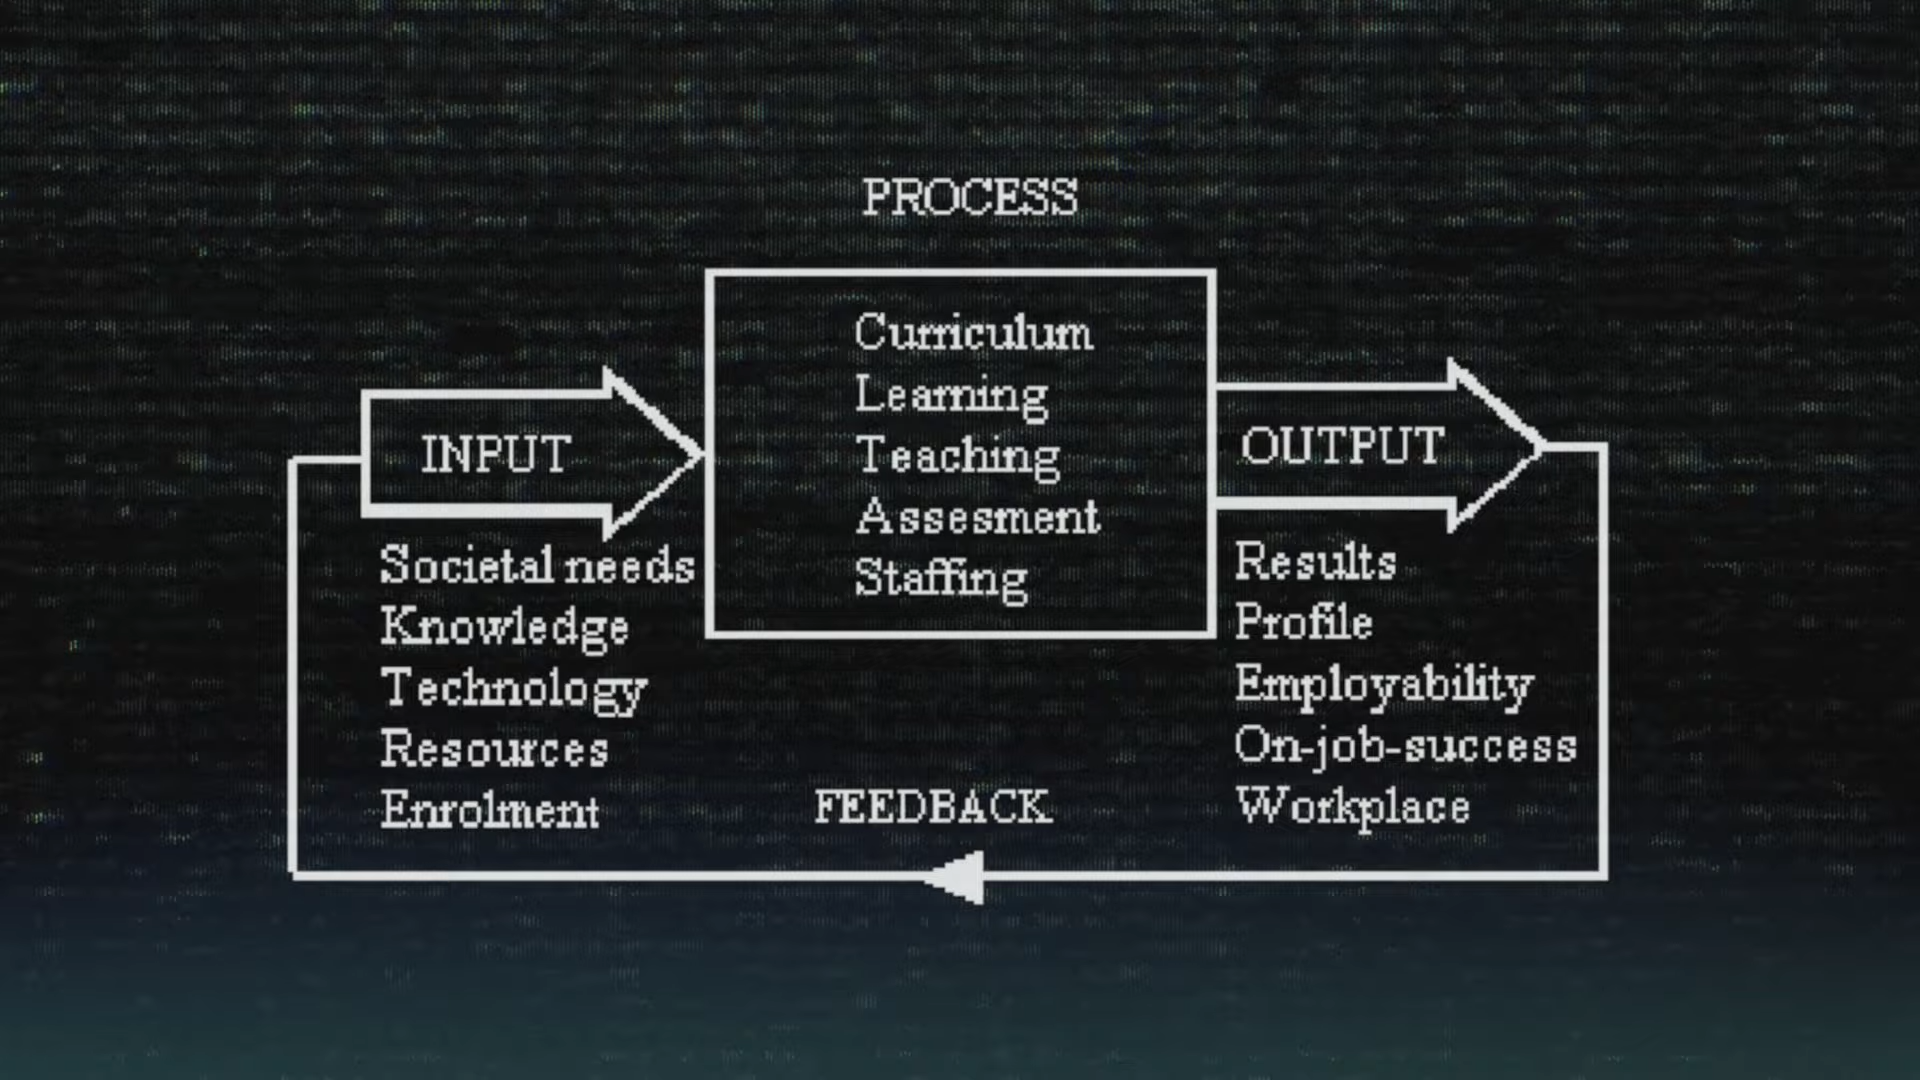 PROCESS
Curriculum
Learning
Teaching
Assesment
Staffing
INPUT
Societal needs
Knowledge
Technology
Resources
Enrolment
OUTPUT
Results
Profile
Employability
On-job-success
Workplace
FEEDBACK